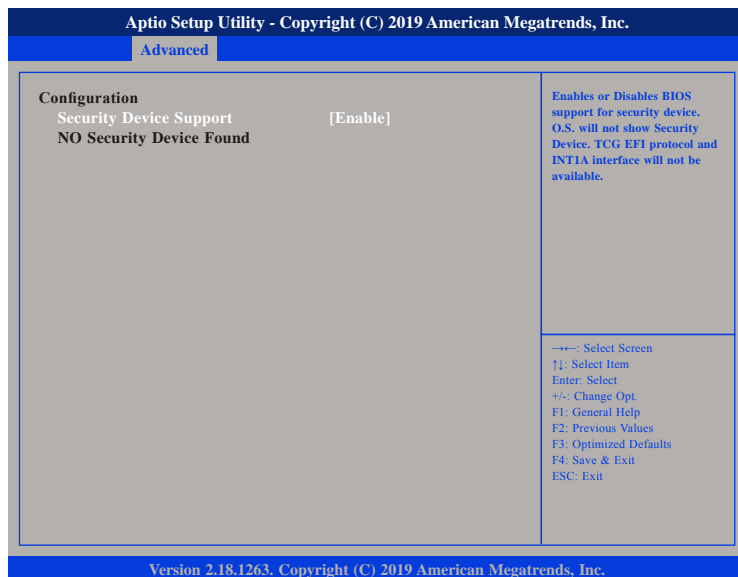 Aptio Setup Utility - Copyright (C) 2019 American Megatrends, Inc.
Advanced
Configuration
Security Device Support [Enable]
NO Security Device Found
Enables or Disables BIOS
support for security device.
O.S. will not show Security
Device. TCG EFI protocol and
INT1A interface will not be
available.
→←: Select Screen
↑↓: Select Item
Enter: Select
+/-: Change Opt.
F1: General Help
F2: Previous Values
F3: Optimized Defaults
F4: Save & Exit
ESC: Exit
Version 2.18.1263. Copyright (C) 2019 American Megatrends, Inc.